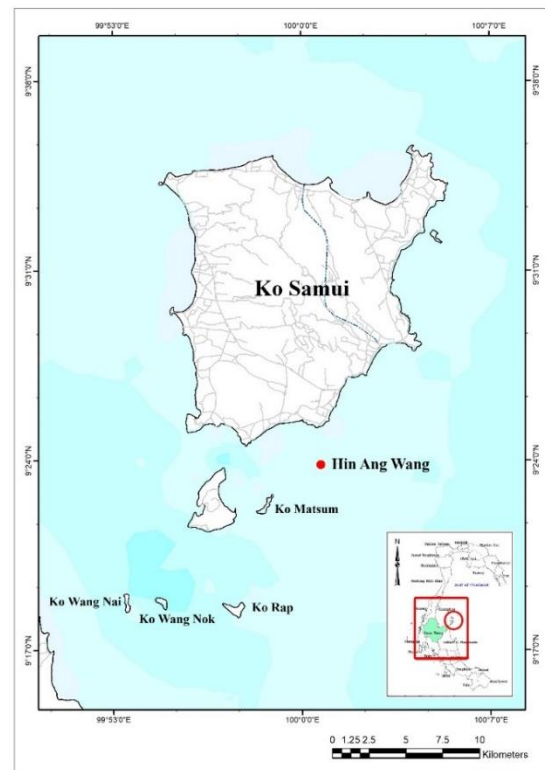 99°53'0"E
100°0'0"E
100°7'0"E
9°38'0"N
9°38'0"N
9°31'0"N
9°31'0"N
Ko Samui
9°24'0"N
9°24'0"N
Hin Ang Wang
Ko Matsum
Ko Wang Nai
Ko Wang Nok
Ko Rap
N
9°17'0"N
9°17'0"N
99°53'0"E
100°0'0"E
100°7'0"E
0 1.25 2.5 5 7.5 10
Kilometers